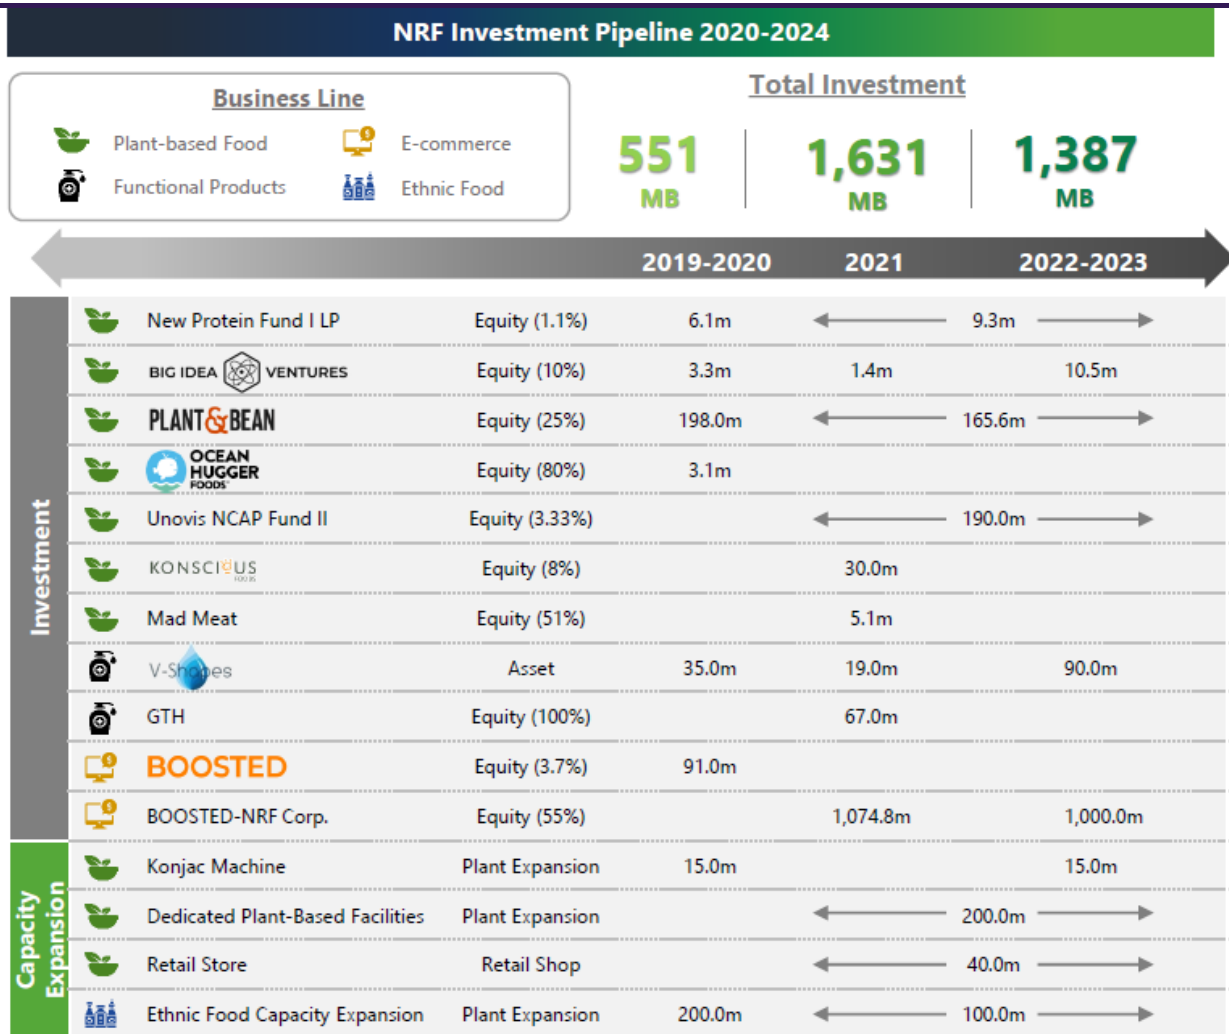 NRF Investment Pipeline 2020-2024
Business Line
Plant-based Food
E-commerce
Functional Products
Ethnic Food
Total Investment
551 MB
1,631 MB
1,387 MB
2019-2020 2021 2022-2023
Investment
New Protein Fund I LP Equity (1.1%) 6.1m 9.3m
BIG IDEA VENTURES Equity (10%) 3.3m 1.4m 10.5m
PLANT&BEAN Equity (25%) 198.0m 165.6m
OCEAN HUGGER FOODS Equity (80%) 3.1m
Unovis NCAP Fund II Equity (3.33%) 190.0m
KONSCIOUS FOODS Equity (8%) 30.0m
Mad Meat Equity (51%) 5.1m
V-Shapes Asset 35.0m 19.0m 90.0m
GTH Equity (100%) 67.0m
BOOSTED Equity (3.7%) 91.0m
BOOSTED-NRF Corp. Equity (55%) 1,074.8m 1,000.0m
Capacity Expansion
Konjac Machine Plant Expansion 15.0m 15.0m
Dedicated Plant-Based Facilities Plant Expansion 200.0m
Retail Store Retail Shop 40.0m
Ethnic Food Capacity Expansion Plant Expansion 200.0m 100.0m